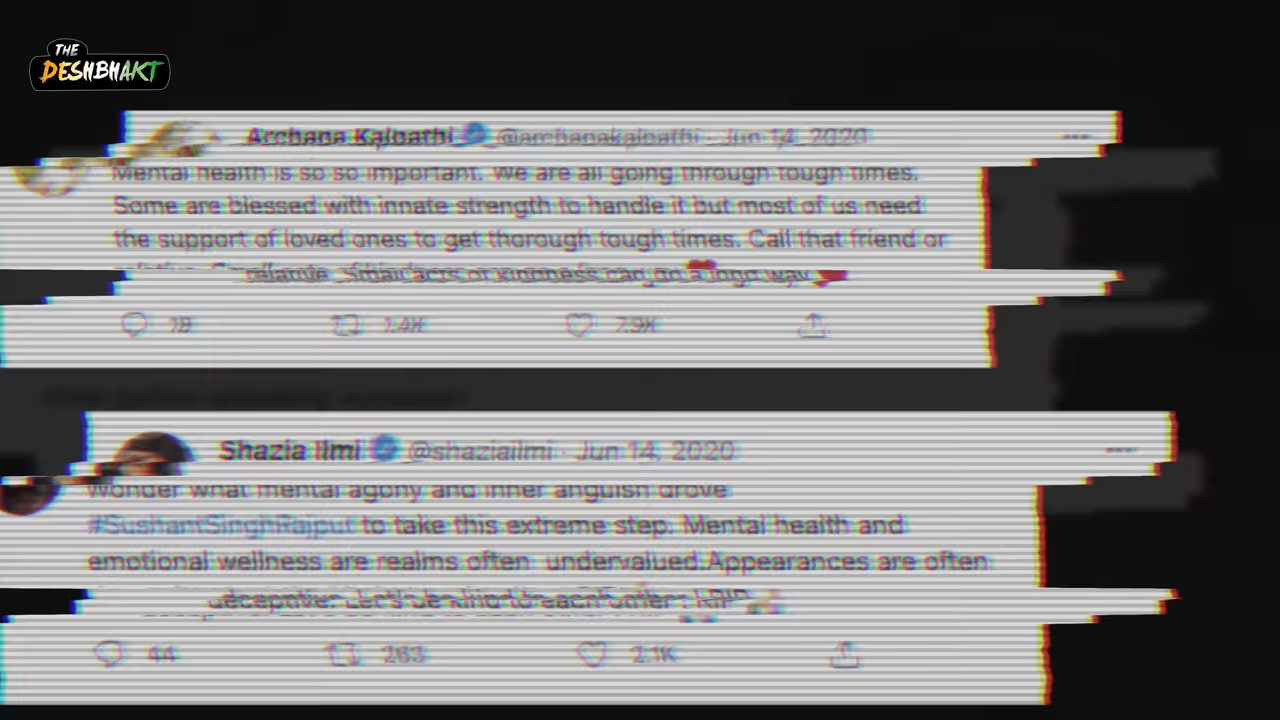 THE
DESHBHAKT
Archana Kalpathi @archanakalpathi · Jun 14, 2020
Mental health is so so important. We are all going through tough times.
Some are blessed with innate strength to handle it but most of us need
the support of loved ones to get thorough tough times. Call that friend or
Small acts of kindness can go a long way
18 1.4K 7.9K
Shazia Ilmi @shaziailmi · Jun 14, 2020
Wonder what mental agony and inner anguish drove
#SushantSinghRajput to take this extreme step. Mental health and
emotional wellness are realms often undervalued.Appearances are often
deceptive. Let's be kind to each other. RIP
44 263 2.1K